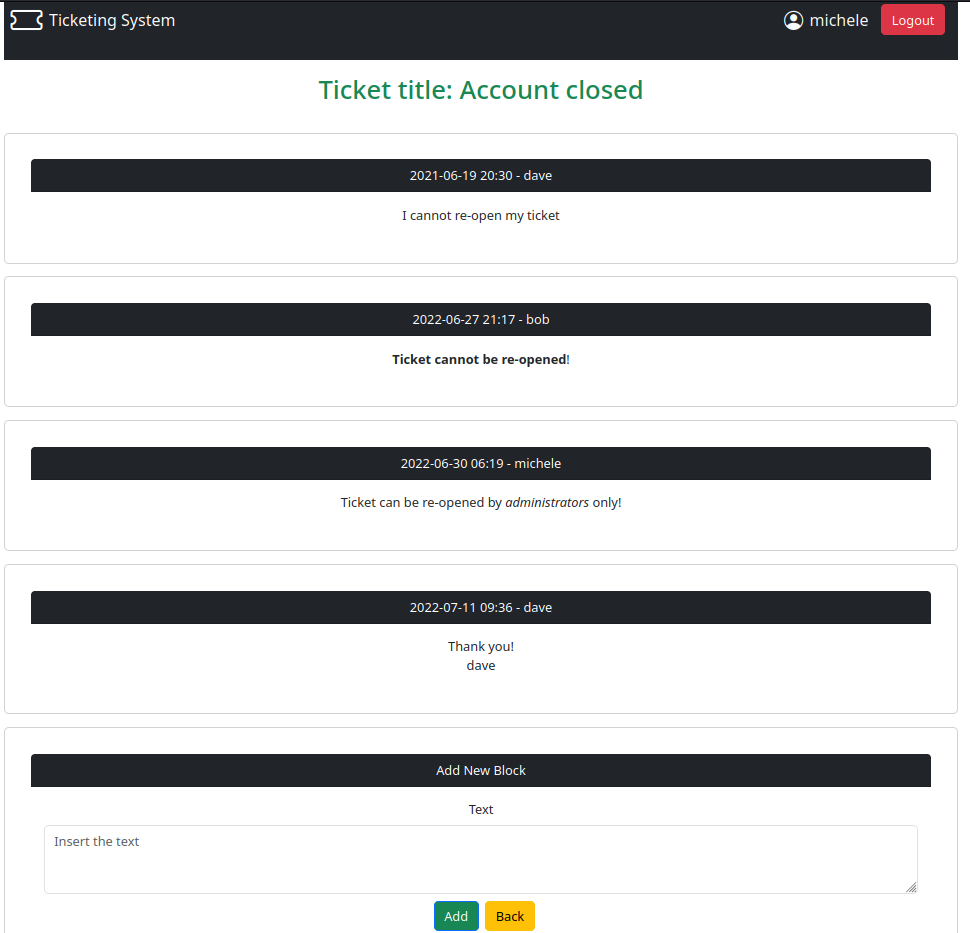 Ticketing System
michele
Logout
Ticket title: Account closed
2021-06-19 20:30 - dave
I cannot re-open my ticket
2022-06-27 21:17 - bob
Ticket cannot be re-opened!
2022-06-30 06:19 - michele
Ticket can be re-opened by administrators only!
2022-07-11 09:36 - dave
Thank you!
dave
Add New Block
Text
Insert the text
Add
Back